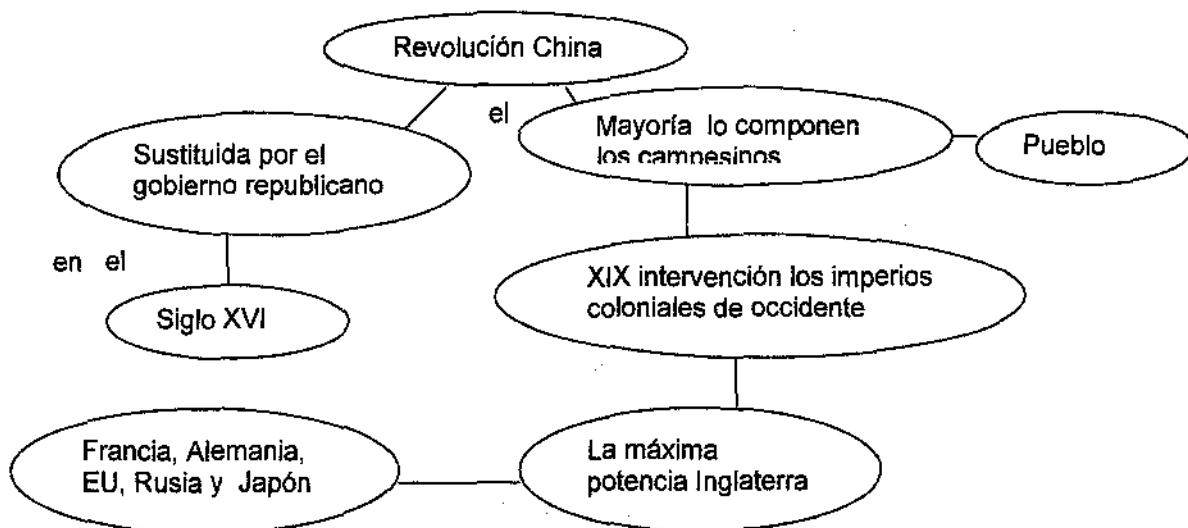 Revolución China
el
Mayoría lo componen
los campesinos
Pueblo
Sustituida por el
gobierno republicano
en el
Siglo XVI
XIX intervención los imperios
coloniales de occidente
La máxima
potencia Inglaterra
Francia, Alemania,
EU, Rusia y Japón